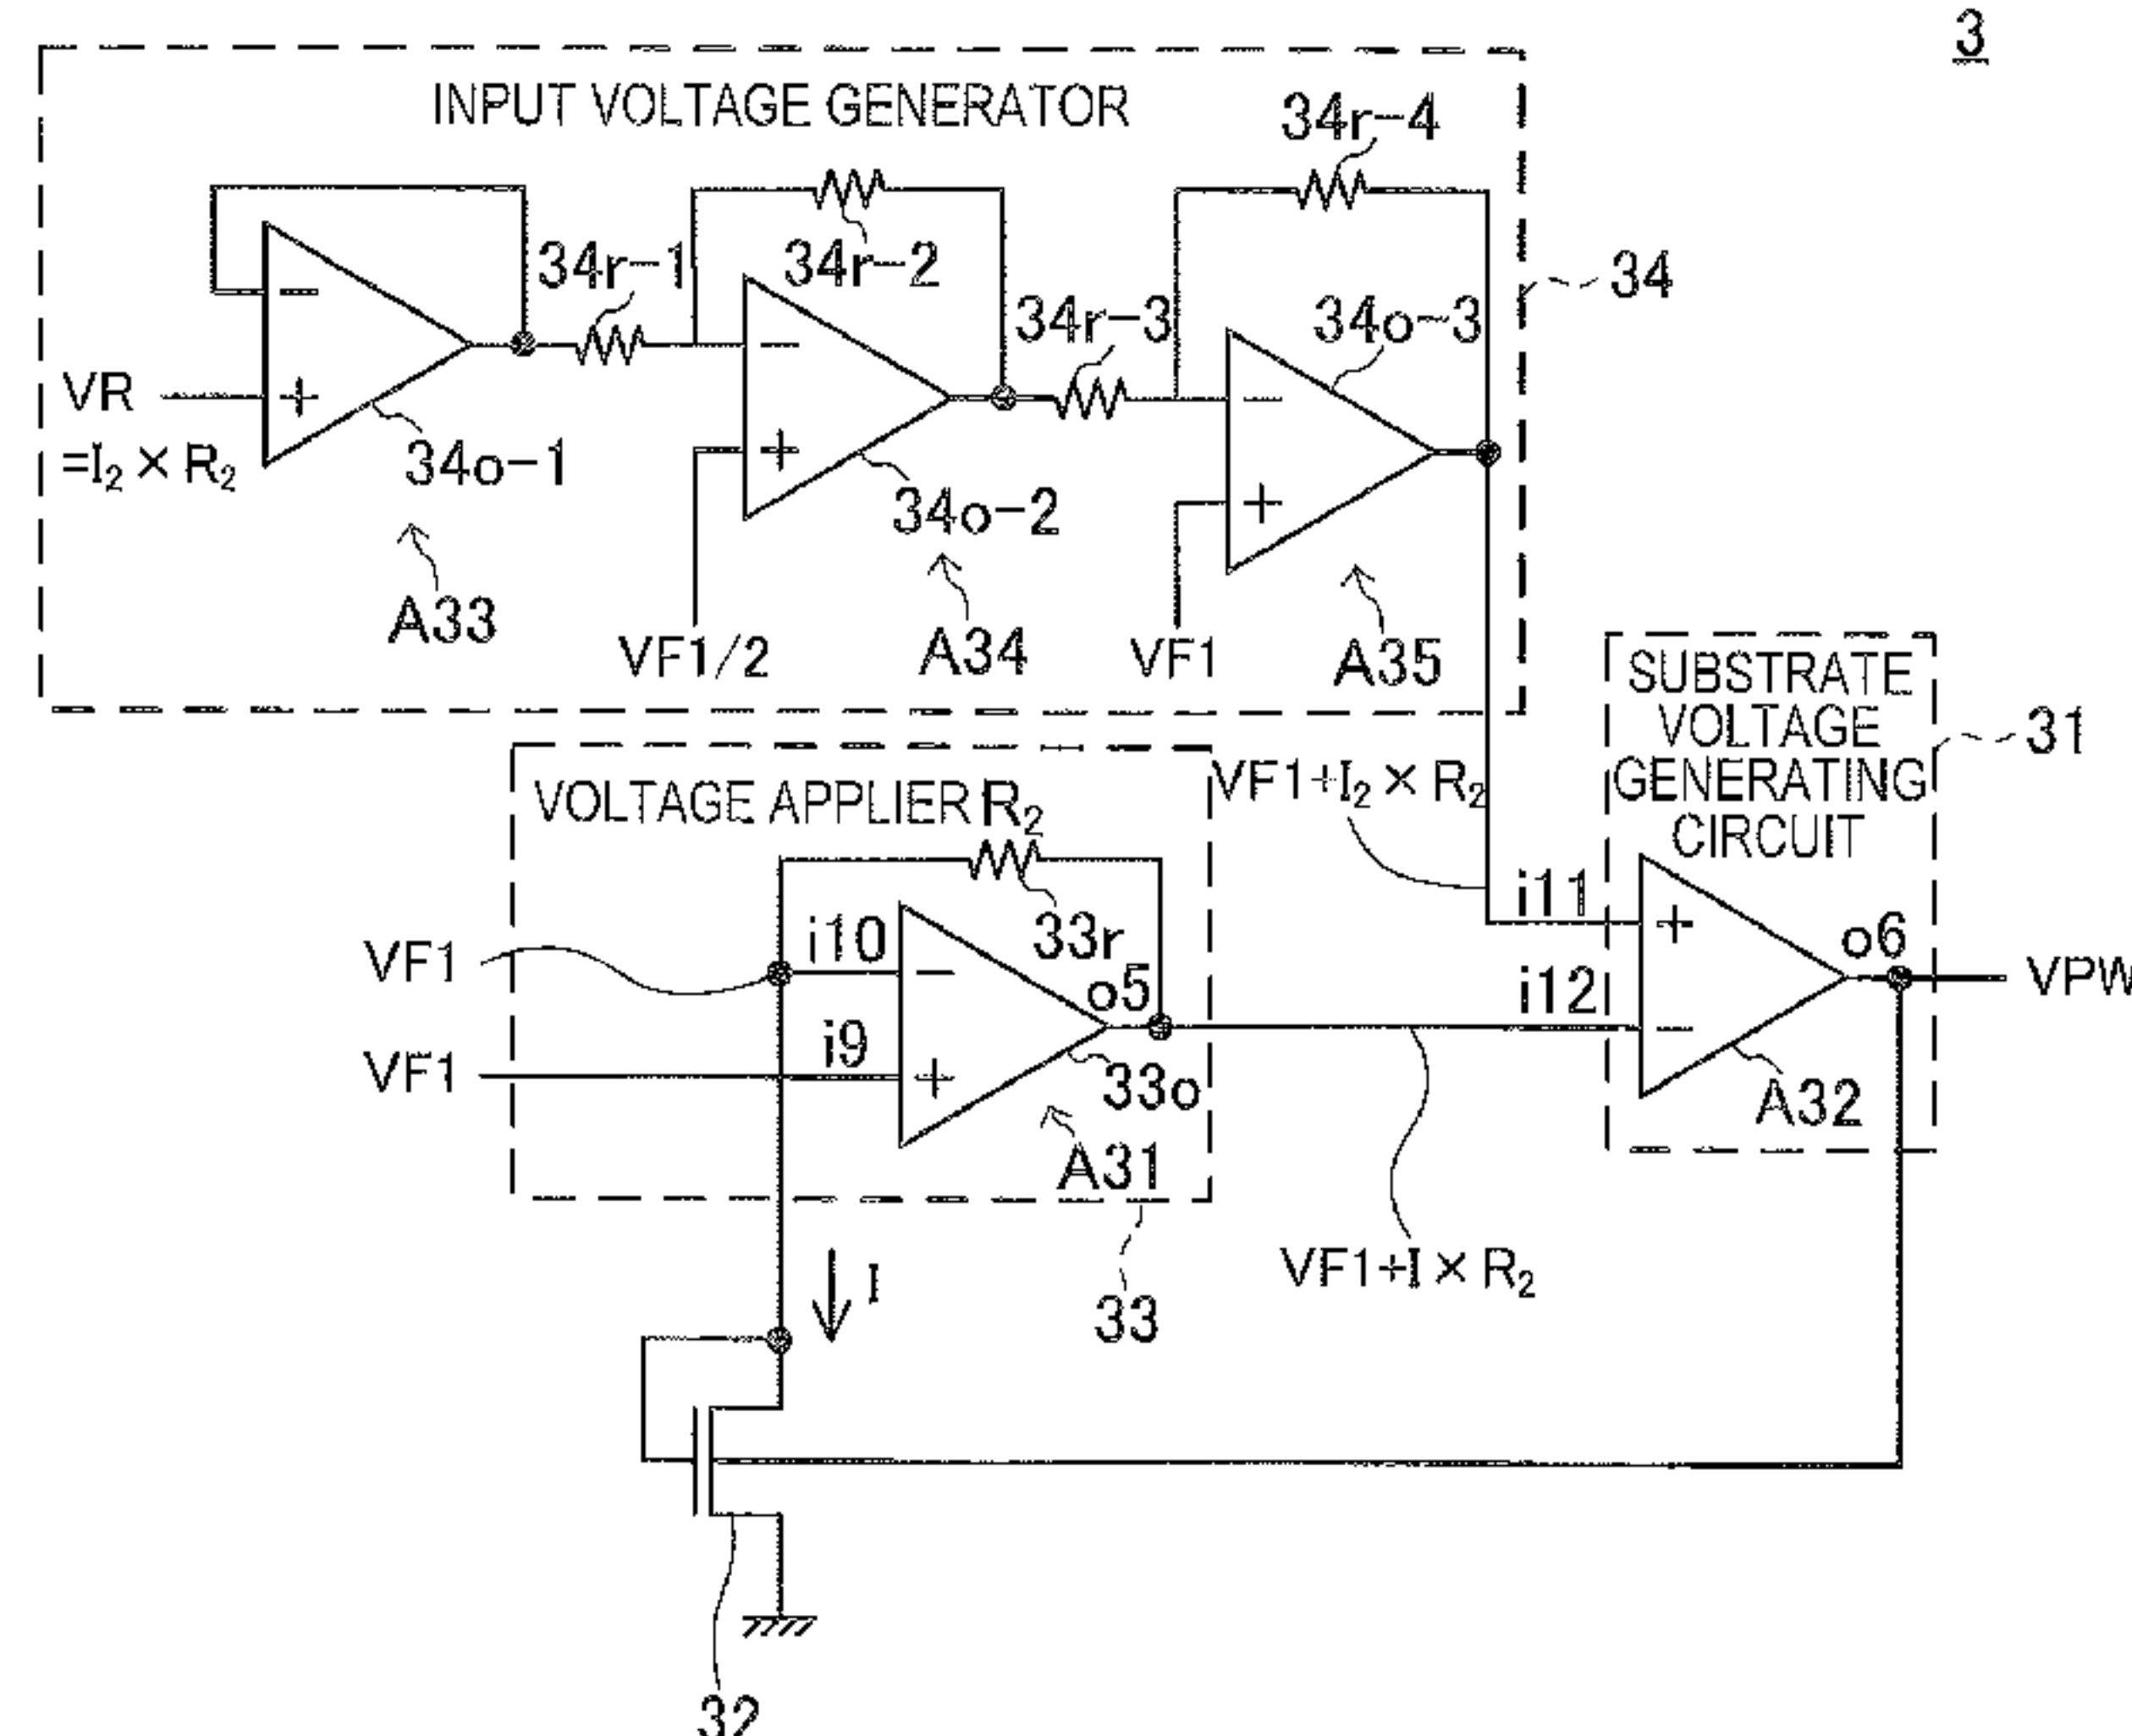 3
INPUT VOLTAGE GENERATOR
34r-4
34r-1
34r-2
34
34r-3
34o-3
VR
=I₂×R₂
34o-1
34o-2
A33
VF1/2
A34
VF1
A35
SUBSTRATE
VOLTAGE
GENERATING
CIRCUIT
31
VOLTAGE APPLIER
R₂
VF1+I₂×R₂
33r
i11
i10
VF1
o5
o6
VPW
i12
i9
VF1
33o
A32
A31
I
VF1+I×R₂
33
32